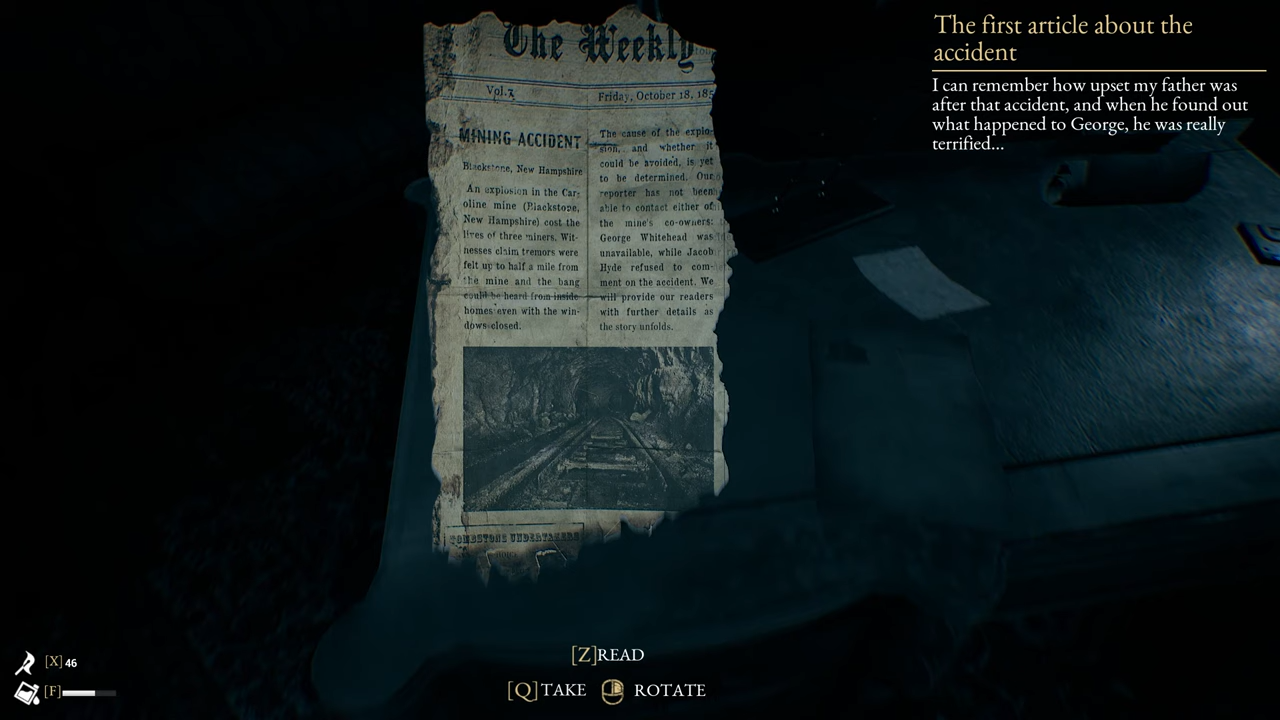 The Weekly
Vol.3
Friday, October 18, 185
MINING ACCIDENT
Blackstone, New Hampshire
An explosion in the Car-
oline mine (Blackstone,
New Hampshire) cost the
lives of three miners. Wit-
nesses claim tremors were
felt up to half a mile from
the mine and the bang
could be heard from inside
homes even with the win-
dows closed.
The cause of the explo-
sion, and whether it
could be avoided, is yet
to be determined. Our
reporter has not been
able to contact either of
the mine's co-owners:
George Whitehead was
unavailable, while Jacob
Hyde refused to com-
ment on the accident. We
will provide our readers
with further details as
the story unfolds.
TOMBSTONE UNDERTAKERS
The first article about the
accident
I can remember how upset my father was
after that accident, and when he found out
what happened to George, he was really
terrified...
[Z]READ
[Q]TAKE ROTATE
[X] 46
[F]